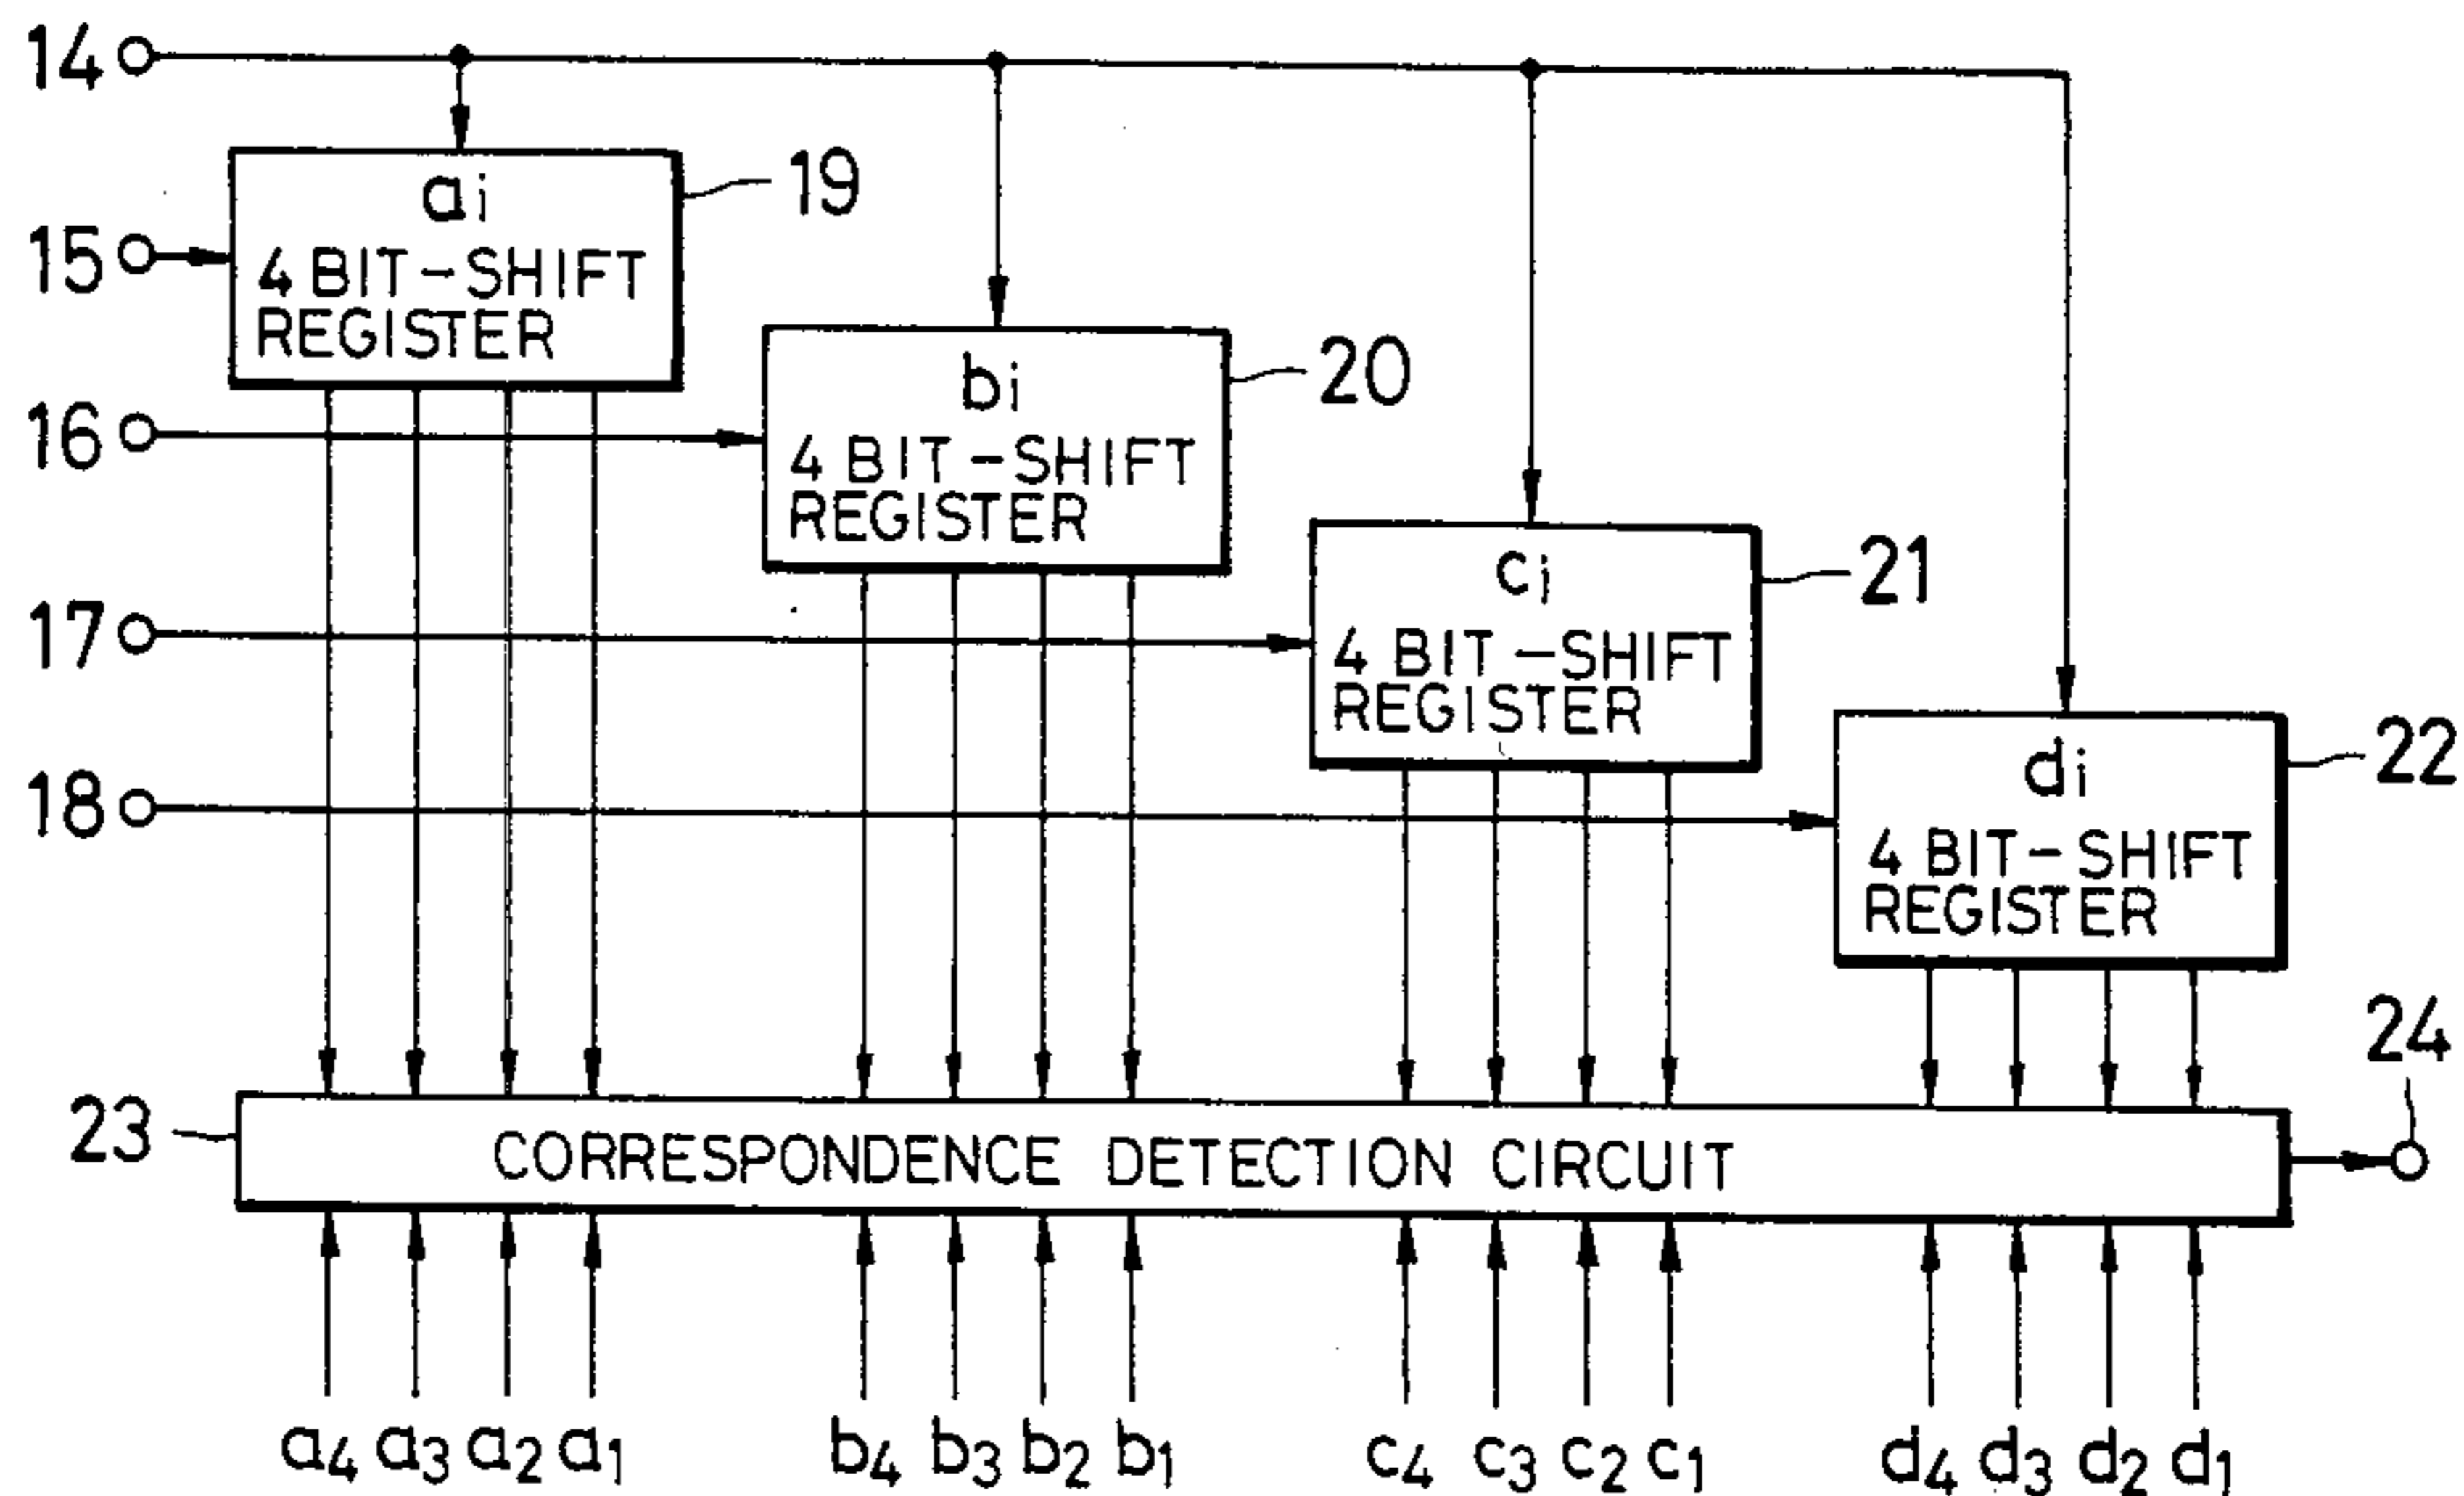 14
15
16
17
18
ai
4 BIT-SHIFT
REGISTER
19
bi
4 BIT-SHIFT
REGISTER
20
cj
4 BIT-SHIFT
REGISTER
21
di
4 BIT-SHIFT
REGISTER
22
23
CORRESPONDENCE DETECTION CIRCUIT
24
a4 a3 a2 a1 b4 b3 b2 b1 c4 c3 c2 c1 d4 d3 d2 d1